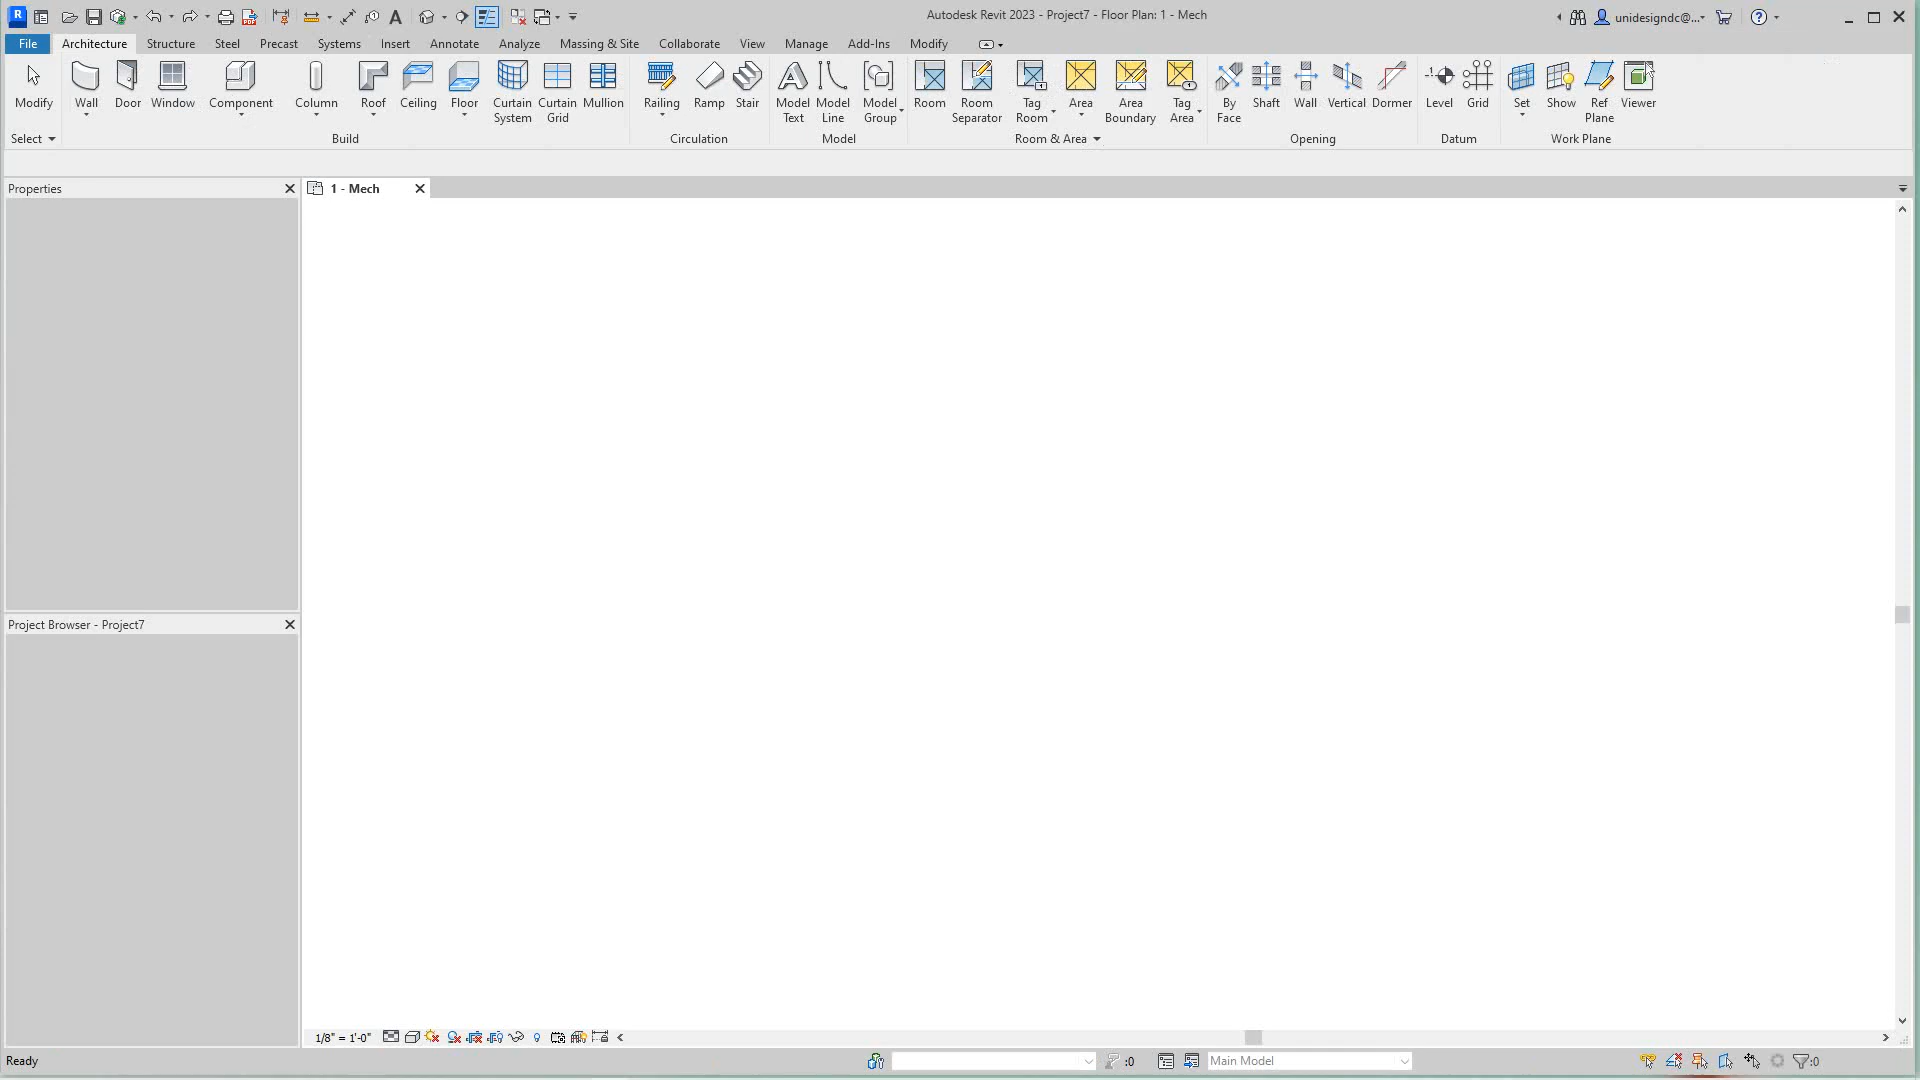 Autodesk Revit 2023 - Project7 - Floor Plan: 1 - Mech
unidesigndc@...
File Architecture Structure Steel Precast Systems Insert Annotate Analyze Massing & Site Collaborate View Manage Add-Ins Modify
Modify Wall Door Window Component Column Roof Ceiling Floor Curtain System Curtain Grid Mullion Railing Ramp Stair Model Text Model Line Model Group Room Room Separator Tag Room Area Area Boundary Tag Area By Face Shaft Wall Vertical Dormer Level Grid Set Show Ref Plane Viewer
Select Build Circulation Model Room & Area Opening Datum Work Plane
Properties
1 - Mech
Project Browser - Project7
1/8" = 1'-0"
Ready
:0
Main Model
:0